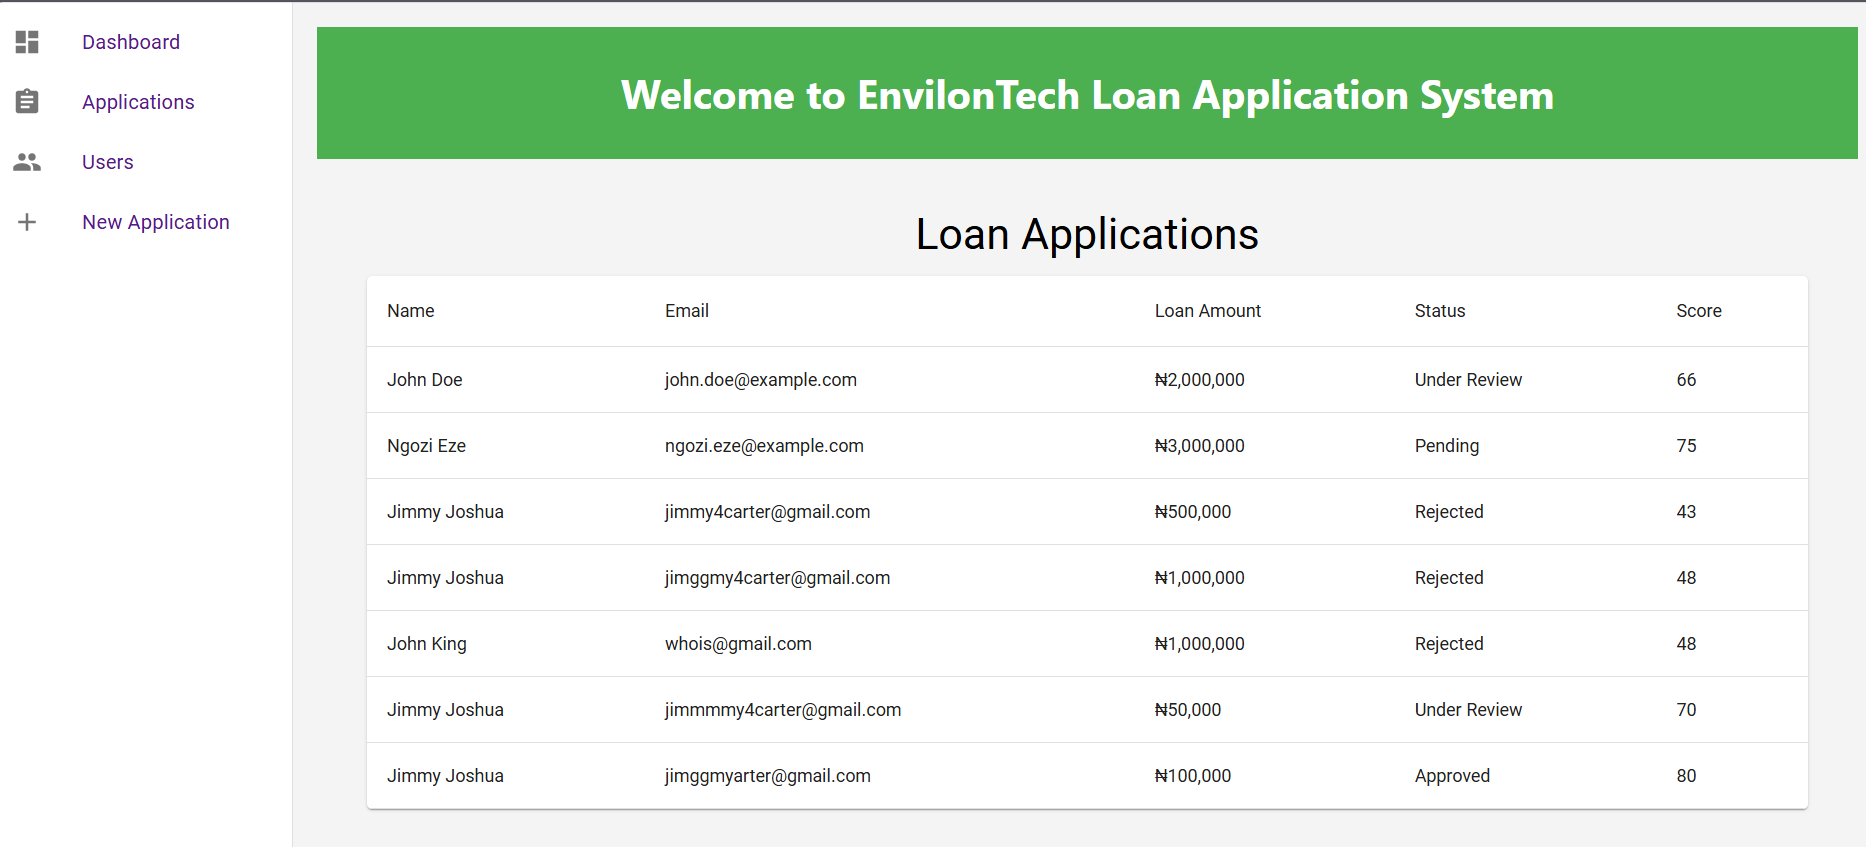 Dashboard
Applications
Users
New Application
Welcome to EnvilonTech Loan Application System
Loan Applications
Name Email Loan Amount Status Score
John Doe john.doe@example.com ₦2,000,000 Under Review 66
Ngozi Eze ngozi.eze@example.com ₦3,000,000 Pending 75
Jimmy Joshua jimmy4carter@gmail.com ₦500,000 Rejected 43
Jimmy Joshua jimggmy4carter@gmail.com ₦1,000,000 Rejected 48
John King whois@gmail.com ₦1,000,000 Rejected 48
Jimmy Joshua jimmmmy4carter@gmail.com ₦50,000 Under Review 70
Jimmy Joshua jimggmyarter@gmail.com ₦100,000 Approved 80